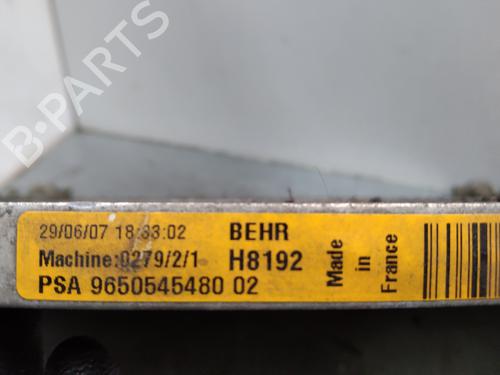 B-PARTS
29/06/07 18:33:02 BEHR
Machine:0279/2/1 H8192
PSA 9650545480 02
Made in France